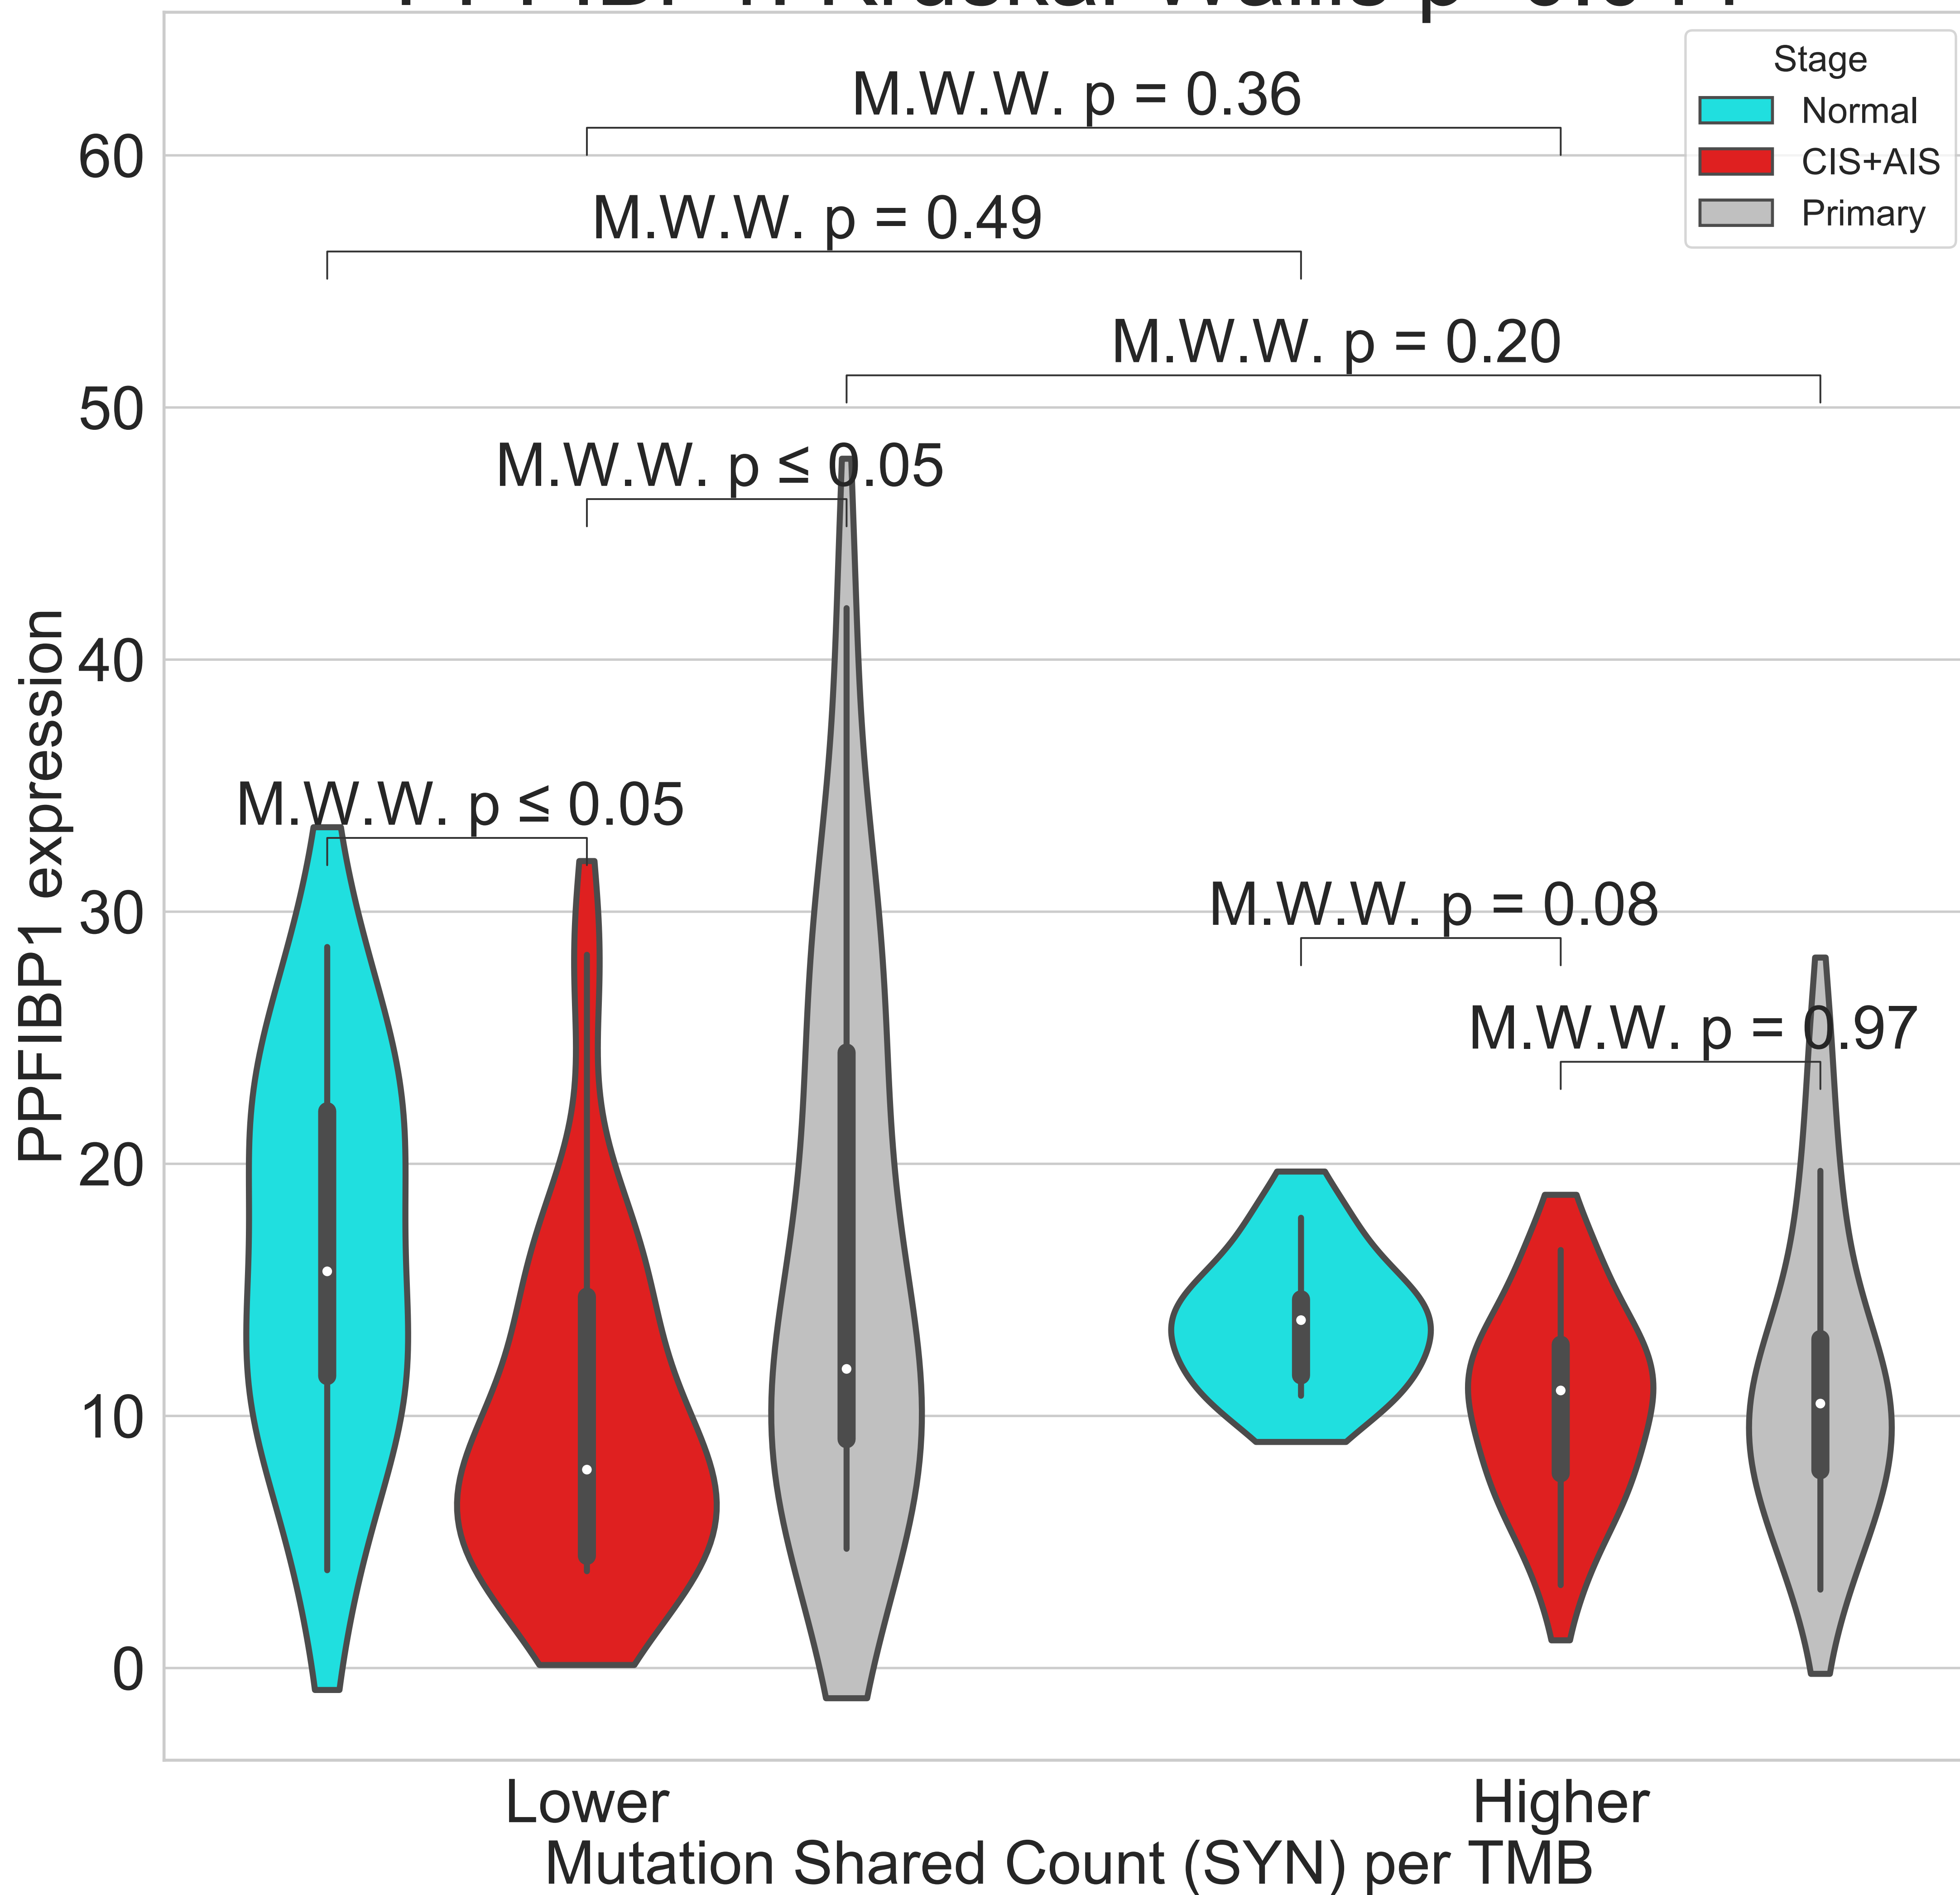 Stage
Normal
CIS+AIS
Primary
M.W.W. p = 0.36
M.W.W. p = 0.49
M.W.W. p = 0.20
M.W.W. p ≤ 0.05
M.W.W. p ≤ 0.05
M.W.W. p = 0.08
M.W.W. p = 0.97
60
50
40
30
20
10
0
PPFIBP1 expression
Lower
Higher
Mutation Shared Count (SYN) per TMB